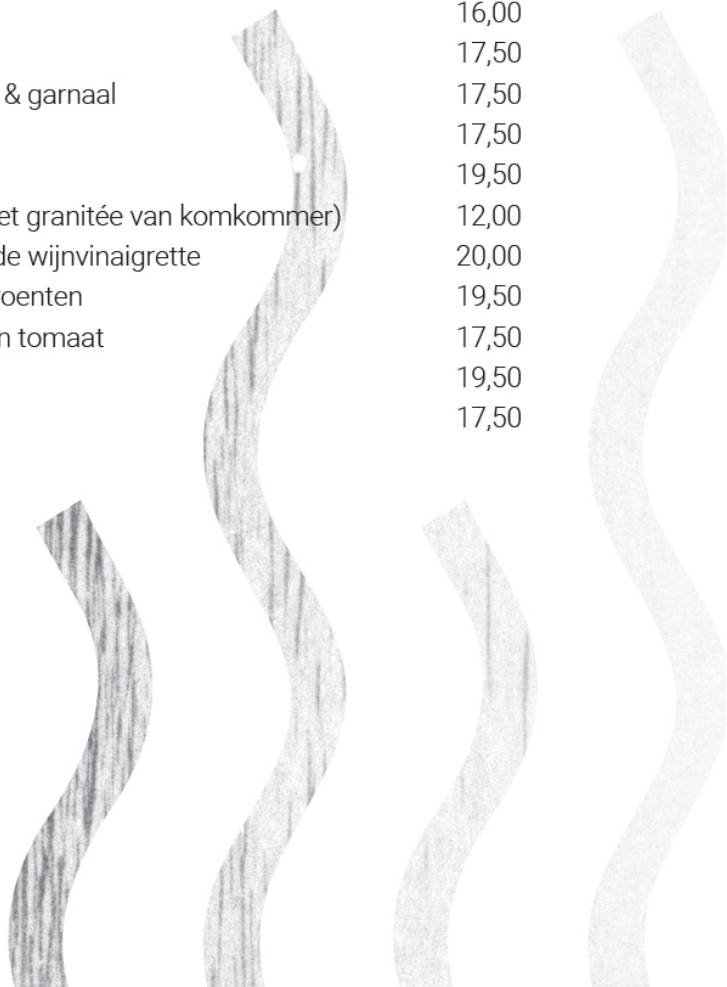 16,00
17,50
& garnaal 17,50
17,50
19,50
et granitée van komkommer) 12,00
de wijnvinaigrette 20,00
roenten 19,50
n tomaat 17,50
19,50
17,50